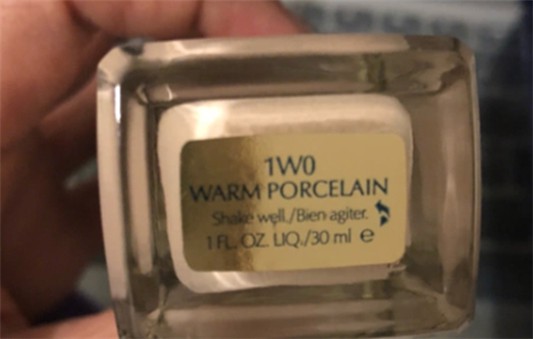 1W0
WARM PORCELAIN
Shake well./Bien agiter.
1 FL. OZ. LIQ./30 ml e